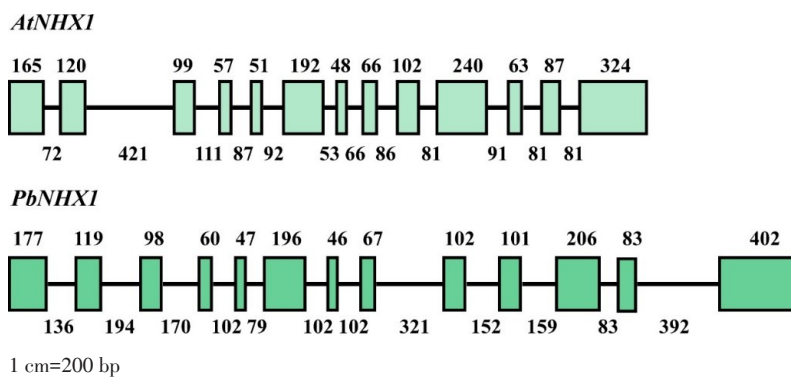 AtNHX1
165 120 99 57 51 192 48 66 102 240 63 87 324
72 421 111 87 92 53 66 86 81 91 81 81
PbNHX1
177 119 98 60 47 196 46 67 102 101 206 83 402
136 194 170 102 79 102 102 321 152 159 83 392
1 cm=200 bp